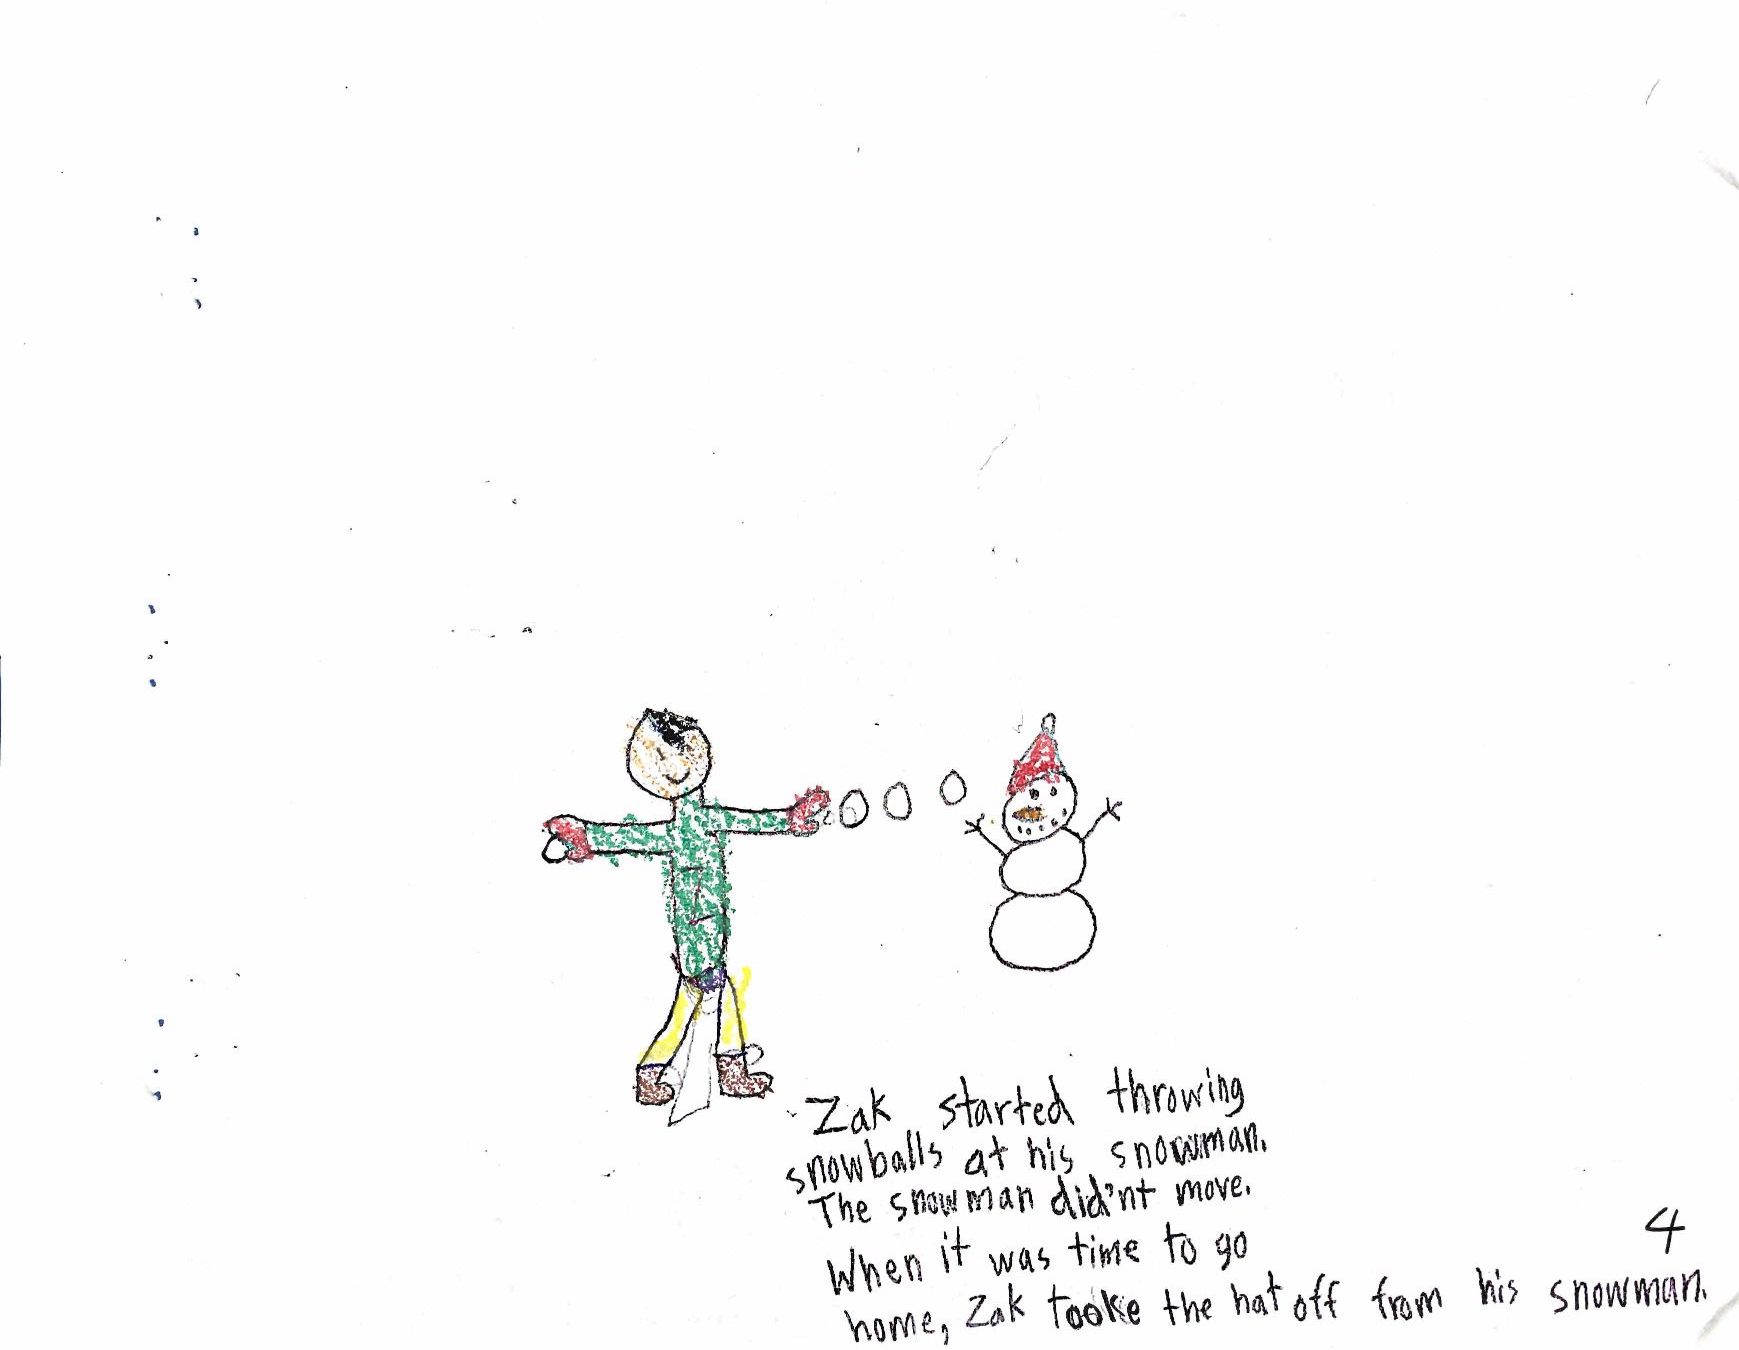 Zak started throwing
snowballs at his snowman.
The snowman did'nt move.
When it was time to go
home, Zak tooke the hat off from his snowman.
4